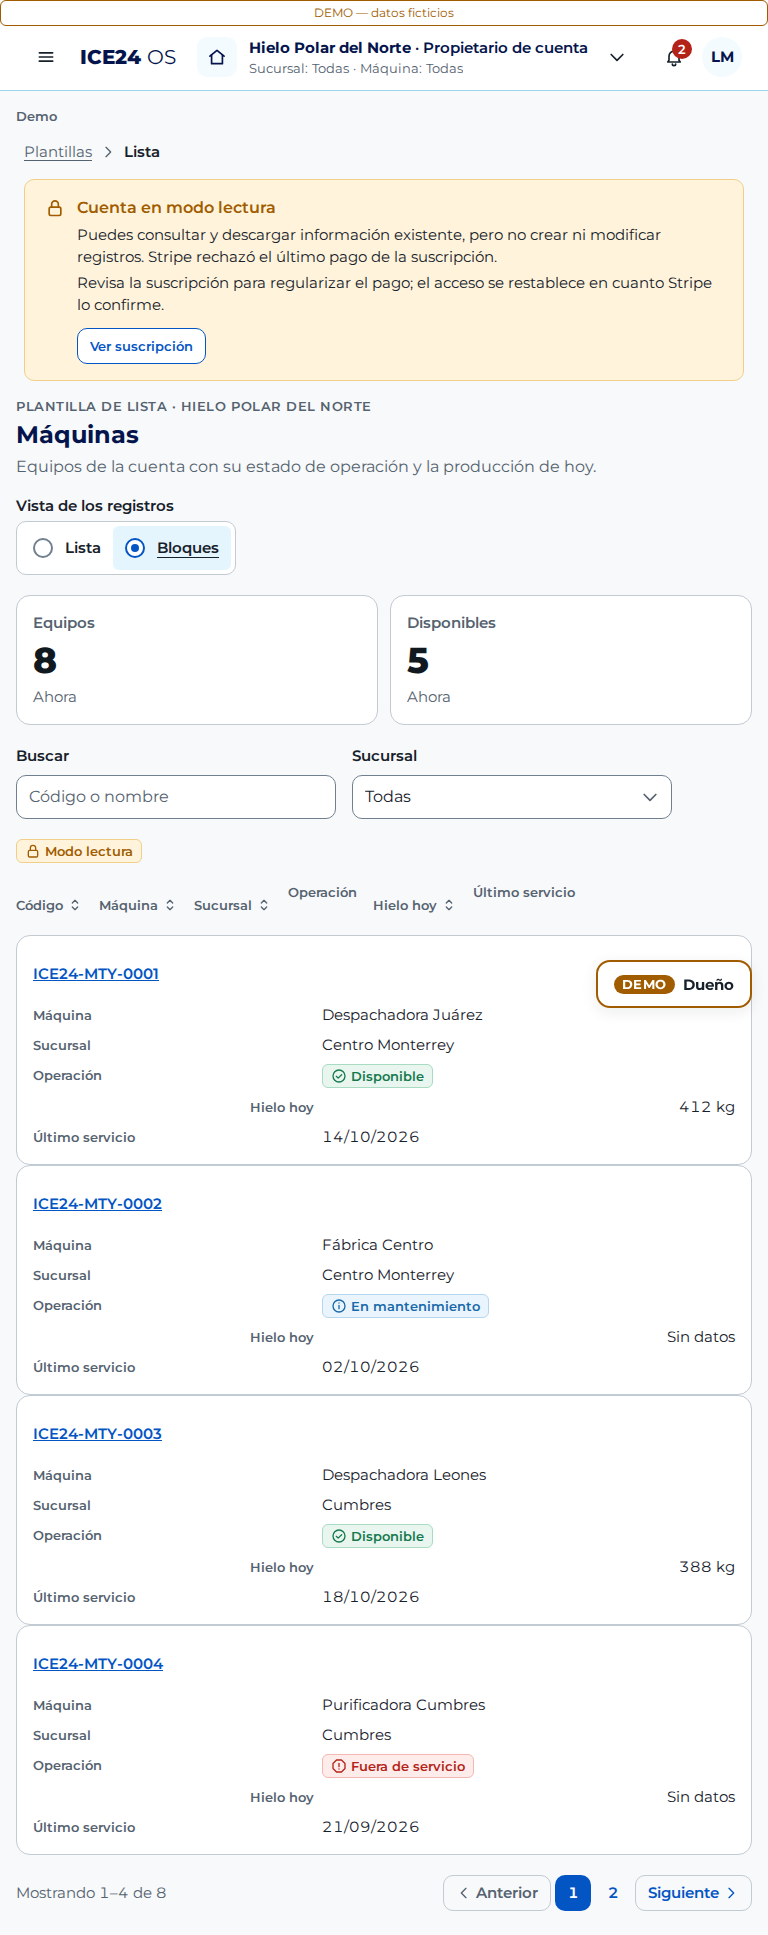 DEMO — datos ficticios
ICE24 OS
Hielo Polar del Norte · Propietario de cuenta
Sucursal: Todas · Máquina: Todas
2
LM
Demo
Plantillas > Lista
Cuenta en modo lectura
Puedes consultar y descargar información existente, pero no crear ni modificar
registros. Stripe rechazó el último pago de la suscripción.
Revisa la suscripción para regularizar el pago; el acceso se restablece en cuanto Stripe
lo confirme.
Ver suscripción
PLANTILLA DE LISTA · HIELO POLAR DEL NORTE
Máquinas
Equipos de la cuenta con su estado de operación y la producción de hoy.
Vista de los registros
Lista Bloques
Equipos Disponibles
8 5
Ahora Ahora
Buscar Sucursal
Código o nombre Todas
Modo lectura
Código Máquina Sucursal Operación Hielo hoy Último servicio
ICE24-MTY-0001
DEMO Dueño
Máquina Despachadora Juárez
Sucursal Centro Monterrey
Operación Disponible
Hielo hoy 412 kg
Último servicio 14/10/2026
ICE24-MTY-0002
Máquina Fábrica Centro
Sucursal Centro Monterrey
Operación En mantenimiento
Hielo hoy Sin datos
Último servicio 02/10/2026
ICE24-MTY-0003
Máquina Despachadora Leones
Sucursal Cumbres
Operación Disponible
Hielo hoy 388 kg
Último servicio 18/10/2026
ICE24-MTY-0004
Máquina Purificadora Cumbres
Sucursal Cumbres
Operación Fuera de servicio
Hielo hoy Sin datos
Último servicio 21/09/2026
Mostrando 1–4 de 8 Anterior 1 2 Siguiente